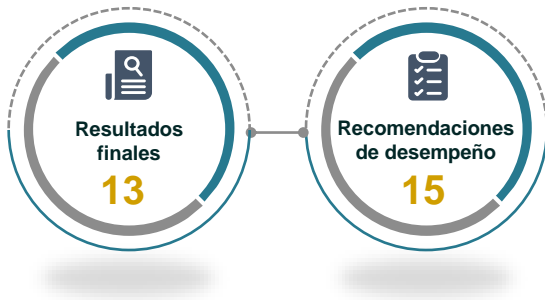 Resultados
finales
13
Recomendaciones
de desempeño
15